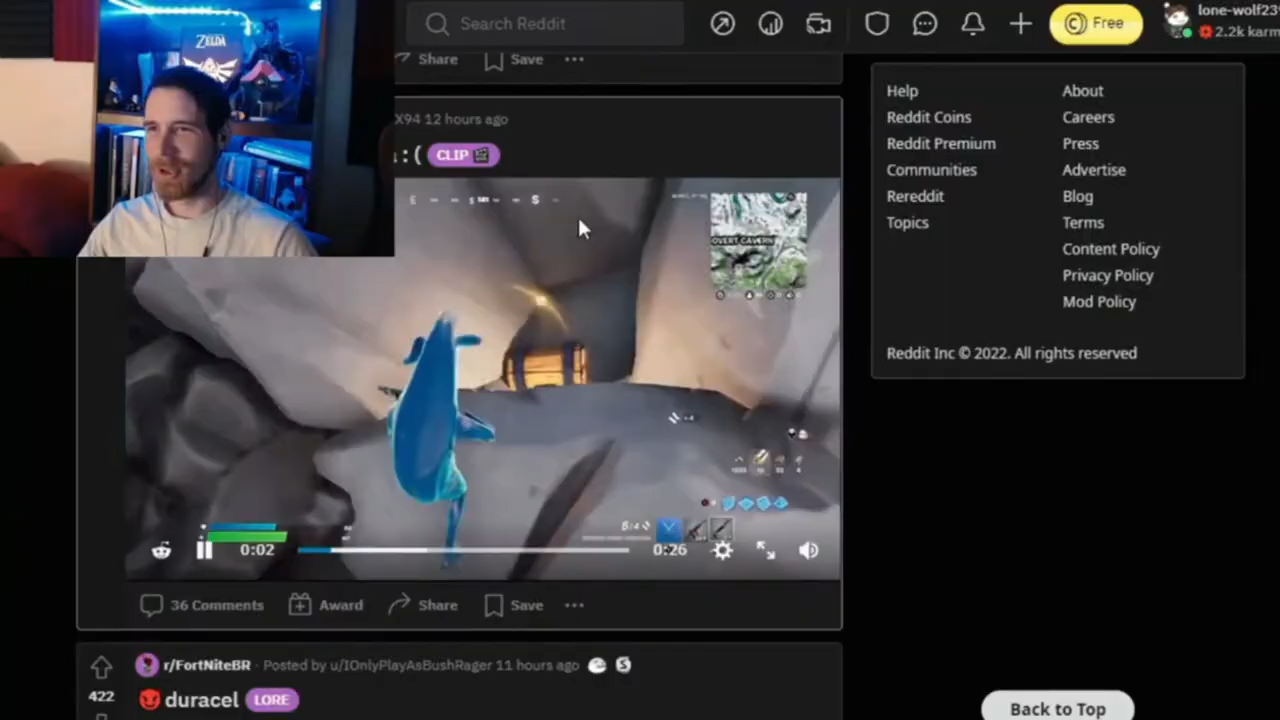 ZELDA
Search Reddit
Free
lone-wolf23
2.2k karm
Share
Save
X94 12 hours ago
:( CLIP
E
S
S
COVERT CAVERN
0:02
0:26
36 Comments
Award
Share
Save
r/FortNiteBR · Posted by u/IOnlyPlayAsBushRager 11 hours ago
422
duracel LORE
Help
Reddit Coins
Reddit Premium
Communities
Rereddit
Topics
About
Careers
Press
Advertise
Blog
Terms
Content Policy
Privacy Policy
Mod Policy
Reddit Inc © 2022. All rights reserved
Back to Top